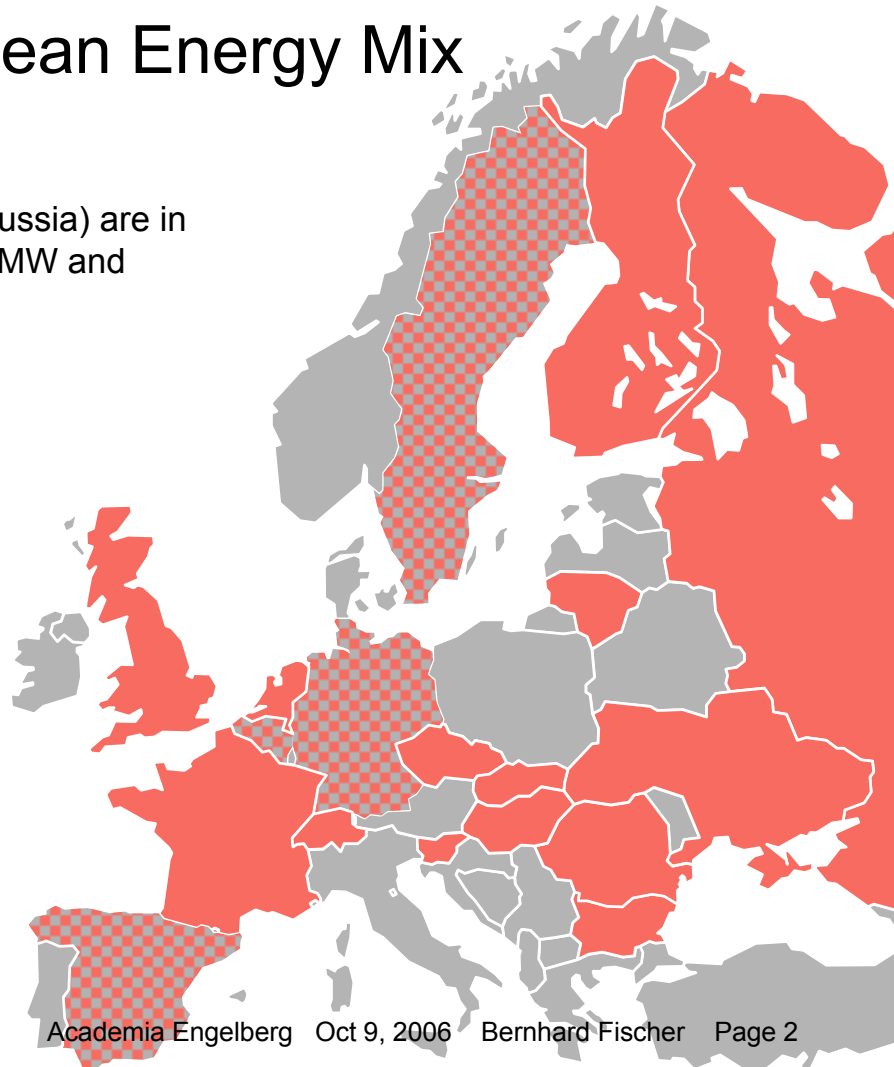 ean Energy Mix
ussia) are in
MW and
Academia Engelberg Oct 9, 2006 Bernhard Fischer Page 2